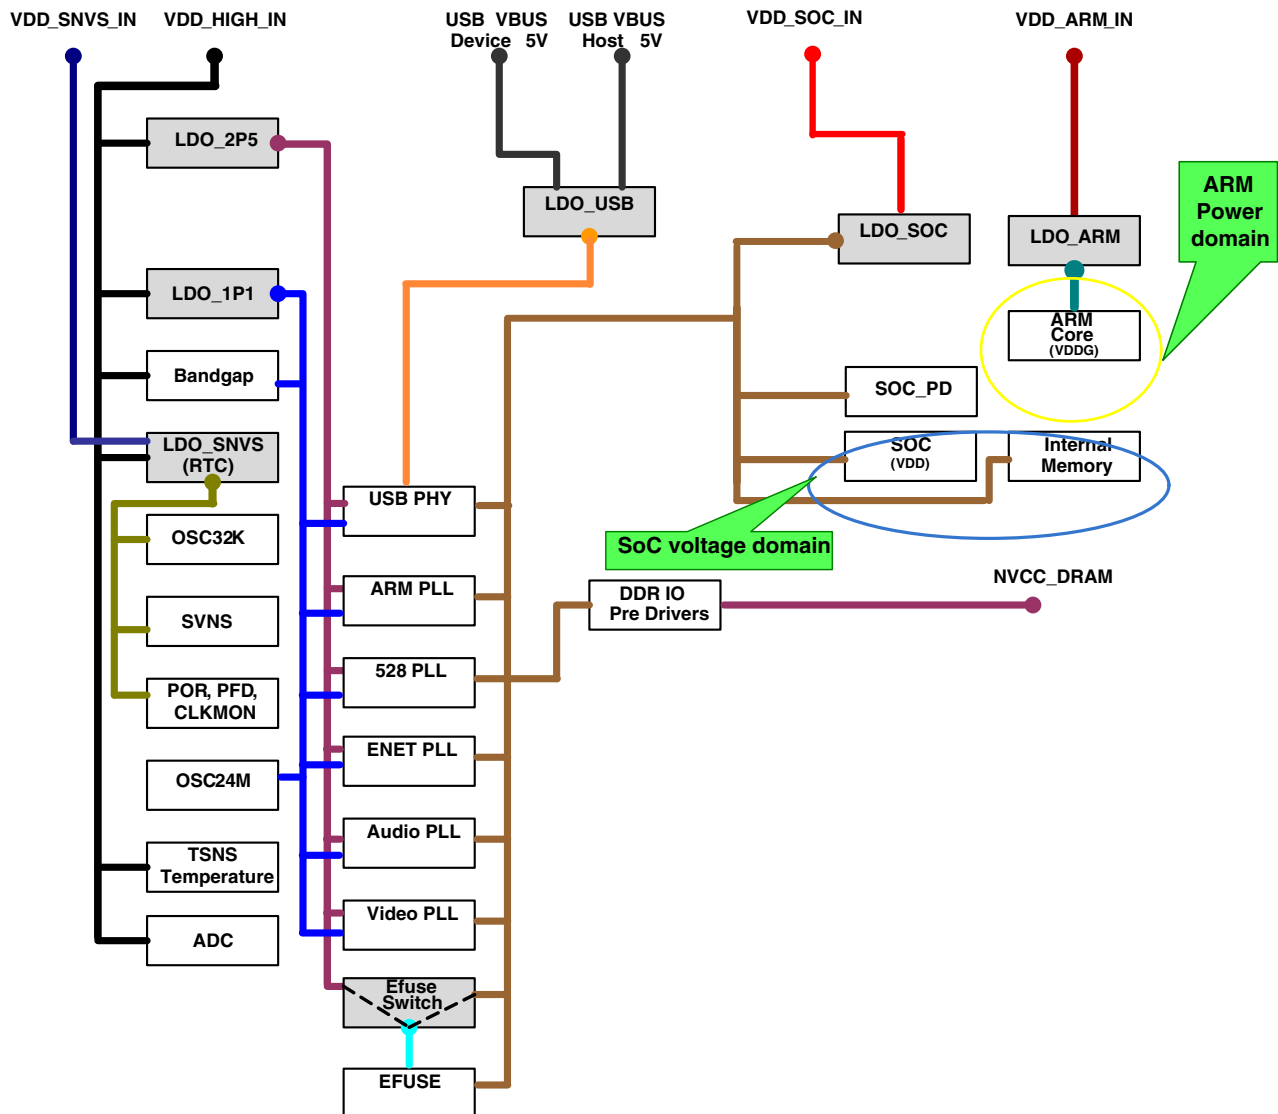 VDD_SNVS_IN
VDD_HIGH_IN
USB VBUS
Device 5V
USB VBUS
Host 5V
VDD_SOC_IN
VDD_ARM_IN
LDO_2P5
LDO_USB
LDO_SOC
LDO_ARM
ARM
Power
domain
LDO_1P1
ARM
Core
(VDDG)
Bandgap
SOC_PD
LDO_SNVS
(RTC)
SOC
(VDD)
Internal
Memory
USB PHY
OSC32K
SoC voltage domain
ARM PLL
DDR IO
Pre Drivers
NVCC_DRAM
SVNS
528 PLL
POR, PFD,
CLKMON
ENET PLL
OSC24M
Audio PLL
TSNS
Temperature
Video PLL
ADC
Efuse
Switch
EFUSE